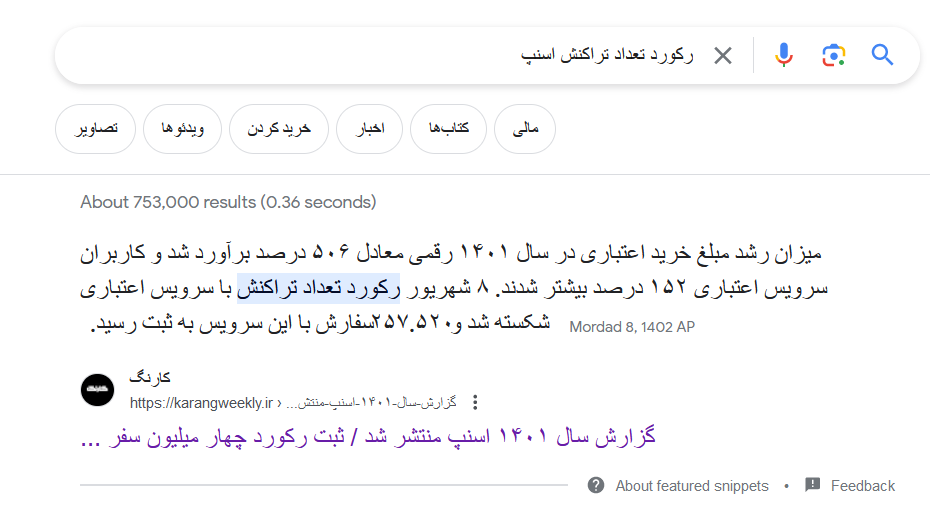 رکورد تعداد تراکنش اسنپ
تصاویر
ویدئوها
خرید کردن
اخبار
کتاب‌ها
مالی
About 753,000 results (0.36 seconds)
میزان رشد مبلغ خرید اعتباری در سال ۱۴۰۱ رقمی معادل ۵۰۶ درصد برآورد شد و کاربران
سرویس اعتباری ۱۵۲ درصد بیشتر شدند. ۸ شهریور رکورد تعداد تراکنش با سرویس اعتباری
شکسته شد و۲۵۷.۵۲۰سفارش با این سرویس به ثبت رسید. Mordad 8, 1402 AP
کارنگ
https://karangweekly.ir › گزارش-سال-۱۴۰۱-اسنپ-منتش...
گزارش سال ۱۴۰۱ اسنپ منتشر شد / ثبت رکورد چهار میلیون سفر ...
About featured snippets • Feedback